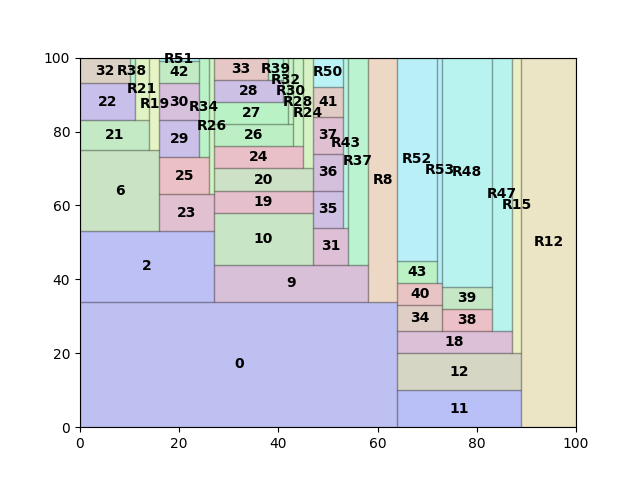 100
80
60
40
20
0
R51
32 R38 42 33 R39 R50
R21 R32
22 R19 30 R34 28 R30 41
R28
R26 27 R24
21 29 26 37 R43
24 R37 R52
25 20 36 R8 R53 R48
6 19 R47
23 35 R15
10 31 R12
2 43
9 40 39
34 38
0 18
12
11
0 20 40 60 80 100